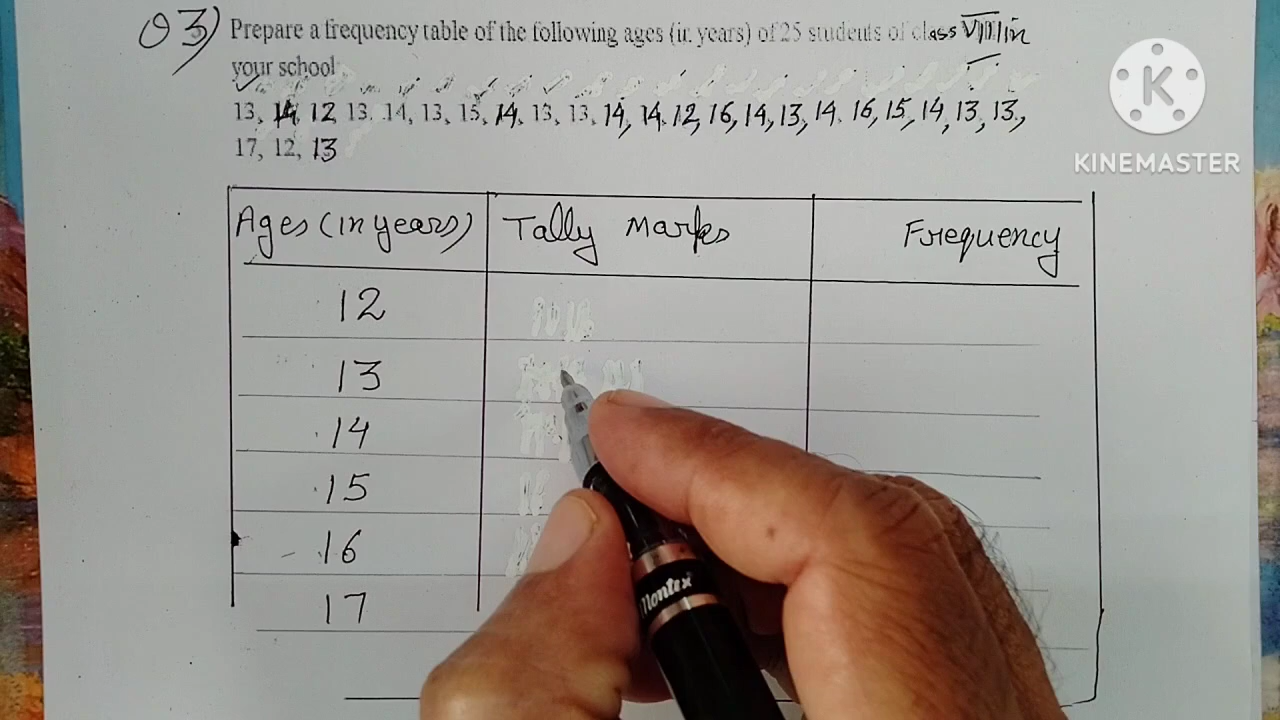 Q3) Prepare a frequency table of the following ages (in years) of 25 students of class VIII in
your school
13, 14, 12 13. 14, 13, 15, 14, 13, 13, 14, 14. 12, 16, 14, 13, 14. 16, 15, 14, 13, 13,
17, 12, 13
Ages (in years) Tally Marks Frequency
12
13
14
15
16
17
Montex
K
KINEMASTER